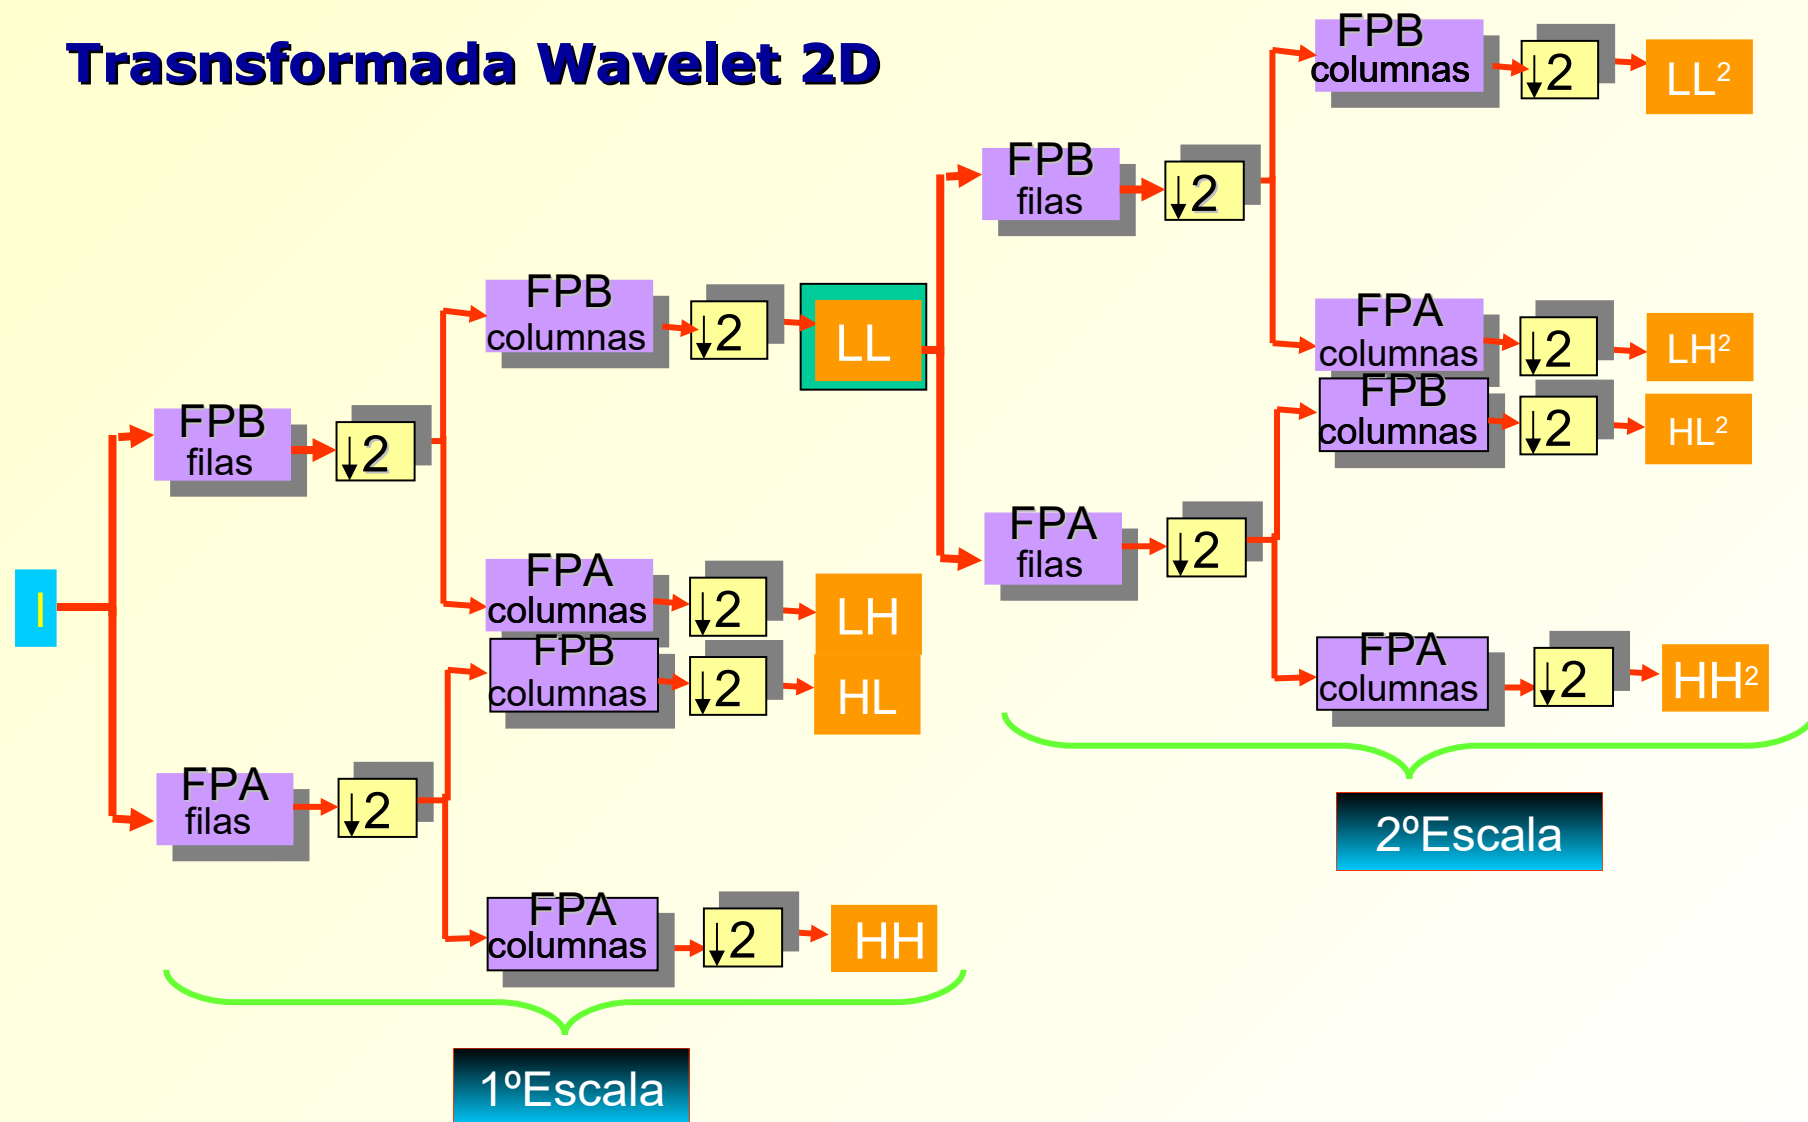 Trasnsformada Wavelet 2D
I
FPB
filas
↓2
FPB
columnas
↓2
LL
FPA
columnas
↓2
LH
FPA
filas
↓2
FPB
columnas
↓2
HL
FPA
columnas
↓2
HH
1ºEscala
FPB
filas
↓2
FPB
columnas
↓2
LL²
FPA
columnas
↓2
LH²
FPA
filas
↓2
FPB
columnas
↓2
HL²
FPA
columnas
↓2
HH²
2ºEscala